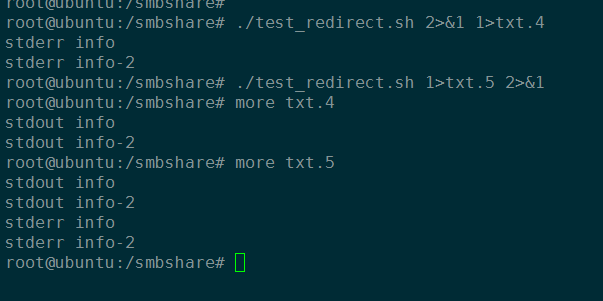 root@ubuntu:/smbshare#
root@ubuntu:/smbshare# ./test_redirect.sh 2>&1 1>txt.4
stderr info
stderr info-2
root@ubuntu:/smbshare# ./test_redirect.sh 1>txt.5 2>&1
root@ubuntu:/smbshare# more txt.4
stdout info
stdout info-2
root@ubuntu:/smbshare# more txt.5
stdout info
stdout info-2
stderr info
stderr info-2
root@ubuntu:/smbshare#